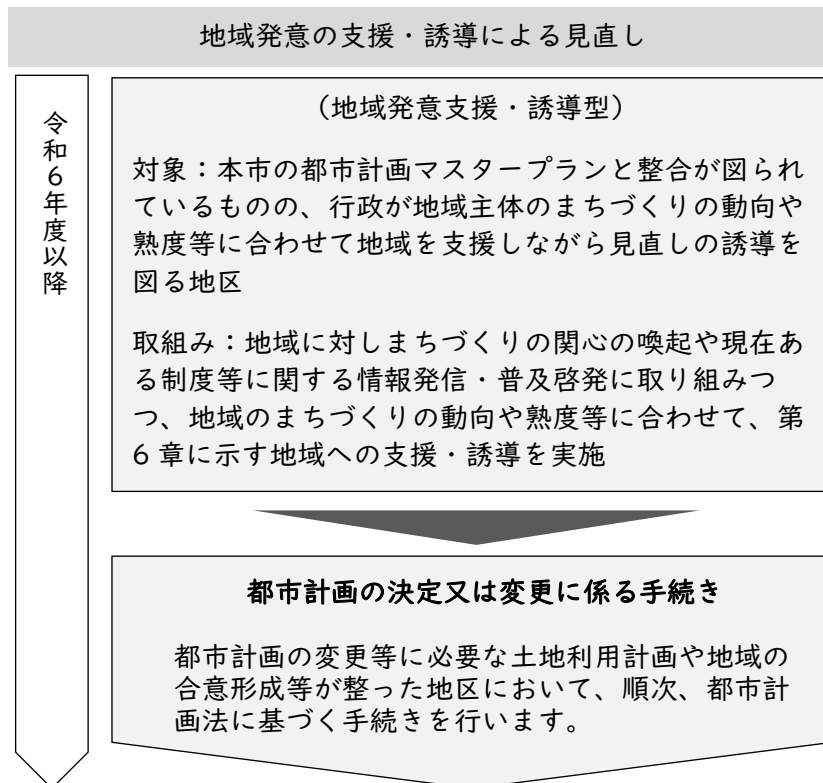 地域発意の支援・誘導による見直し
令和6年度以降
(地域発意支援・誘導型)
対象：本市の都市計画マスタープランと整合が図られ
ているものの、行政が地域主体のまちづくりの動向や
熟度等に合わせて地域を支援しながら見直しの誘導を
図る地区
取組み：地域に対しまちづくりの関心の喚起や現在あ
る制度等に関する情報発信・普及啓発に取り組みつ
つ、地域のまちづくりの動向や熟度等に合わせて、第
6 章に示す地域への支援・誘導を実施
都市計画の決定又は変更に係る手続き
都市計画の変更等に必要な土地利用計画や地域の
合意形成等が整った地区において、順次、都市計
画法に基づく手続きを行います。